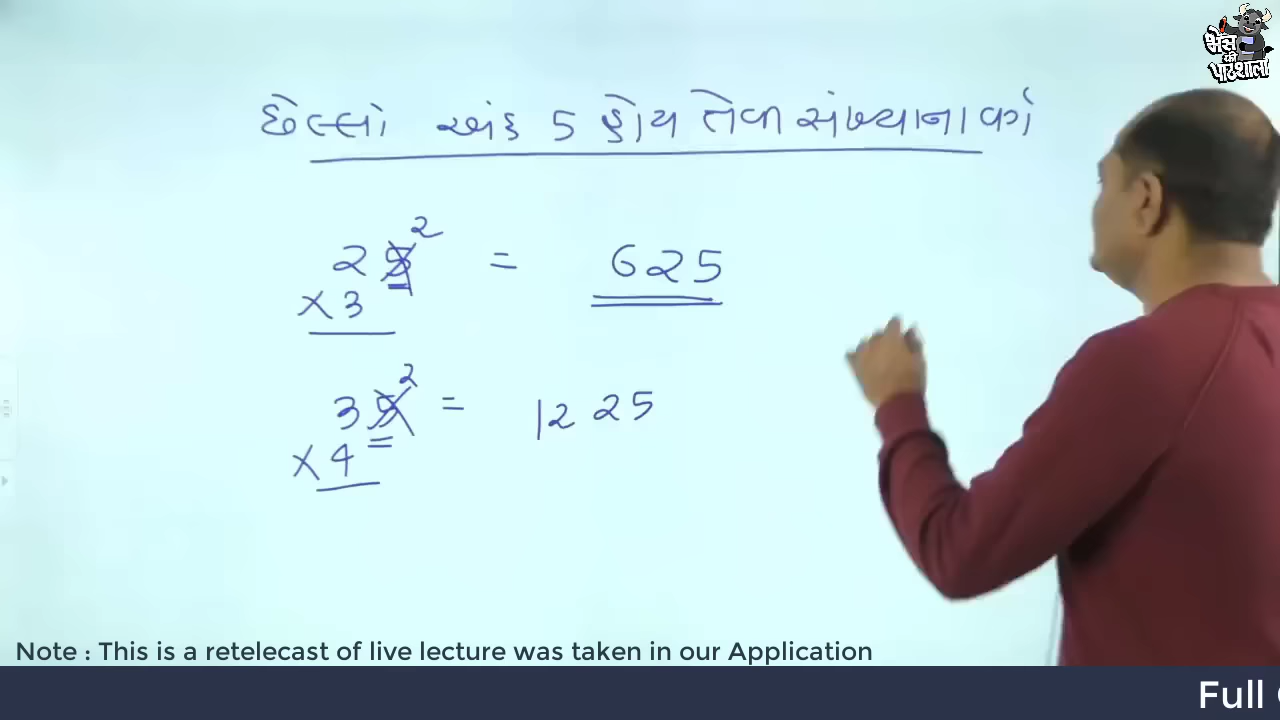 भैंस
की
पाठशाला
છેલ્લો અંક 5 હોય તેવા સંખ્યાના વર્ગો
25² = 625
×3
35² = 1225
×4
Note : This is a retelecast of live lecture was taken in our Application
Full